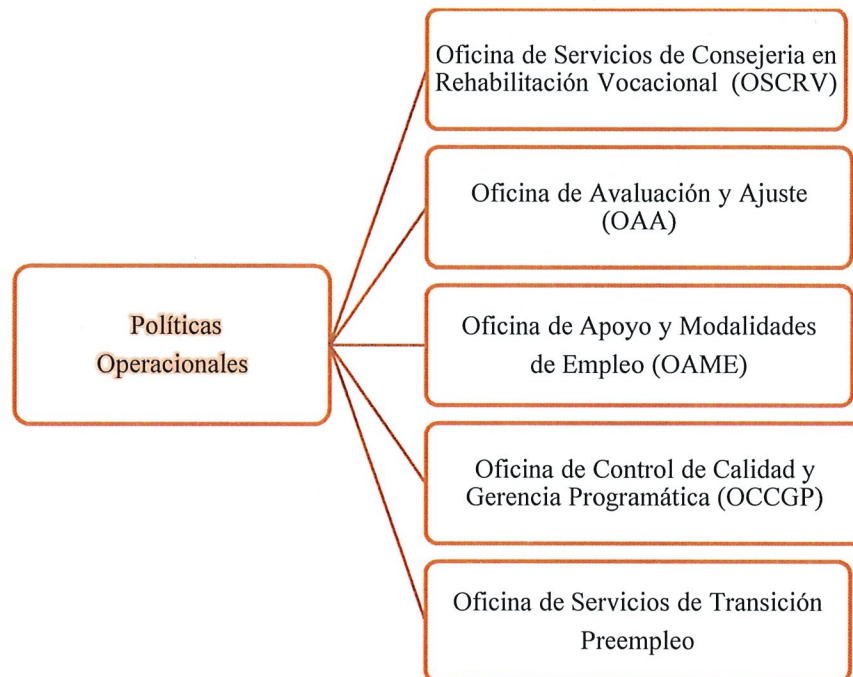 Oficina de Servicios de Consejeria en
Rehabilitación Vocacional (OSCRV)
Oficina de Avaluación y Ajuste
(OAA)
Políticas
Operacionales
Oficina de Apoyo y Modalidades
de Empleo (OAME)
Oficina de Control de Calidad y
Gerencia Programática (OCCGP)
Oficina de Servicios de Transición
Preempleo